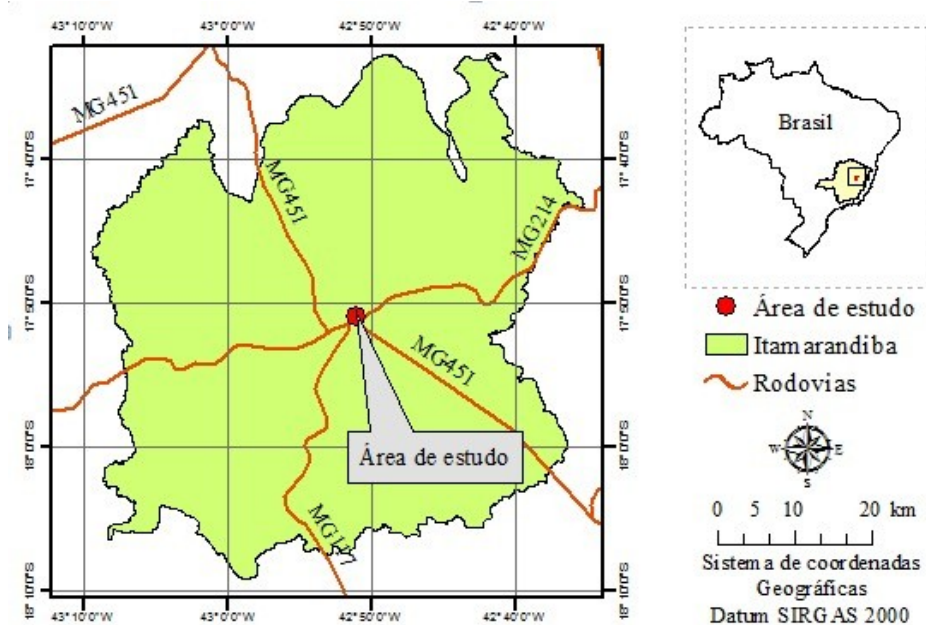 43°10'0"W 43°0'0"W 42°50'0"W 42°40'0"W
MG451
17°40'0"S 17°40'0"S
MG451
MG214
17°50'0"S 17°50'0"S
MG451
Área de estudo
18°0'0"S 18°0'0"S
MG117
18°10'0"S 18°10'0"S
43°10'0"W 43°0'0"W 42°50'0"W 42°40'0"W
Brasil
Área de estudo
Itamarandiba
Rodovias
N
W E
S
0 5 10 20 km
Sistema de coordenadas
Geográficas
Datum SIRGAS 2000